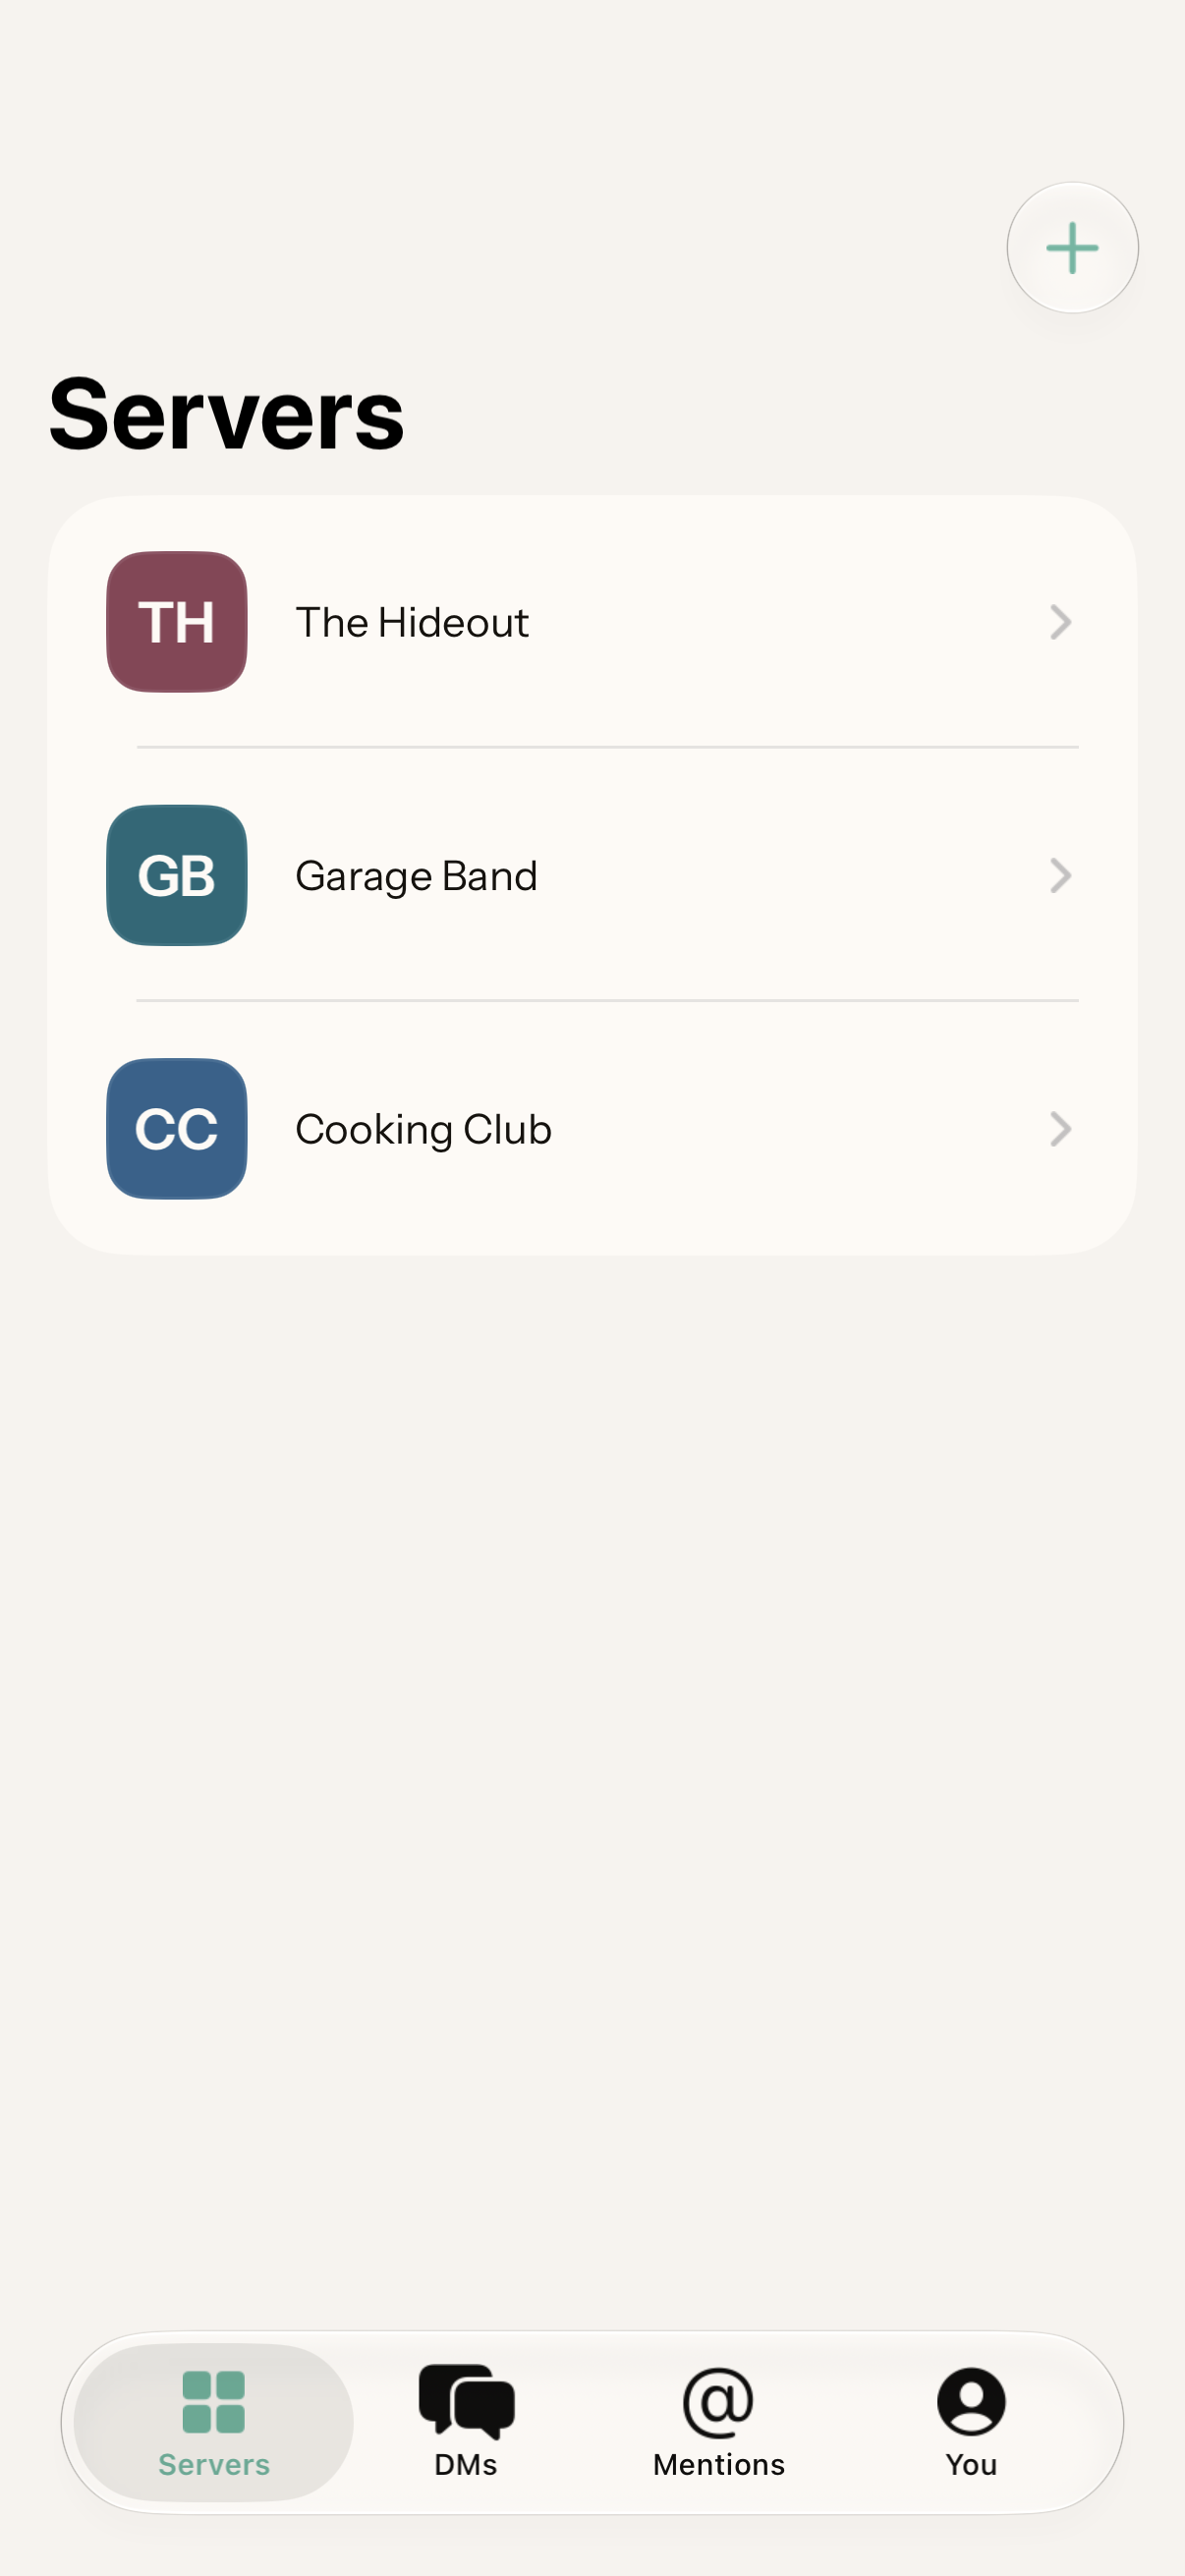 Servers
TH The Hideout
GB Garage Band
CC Cooking Club
Servers DMs @ Mentions You